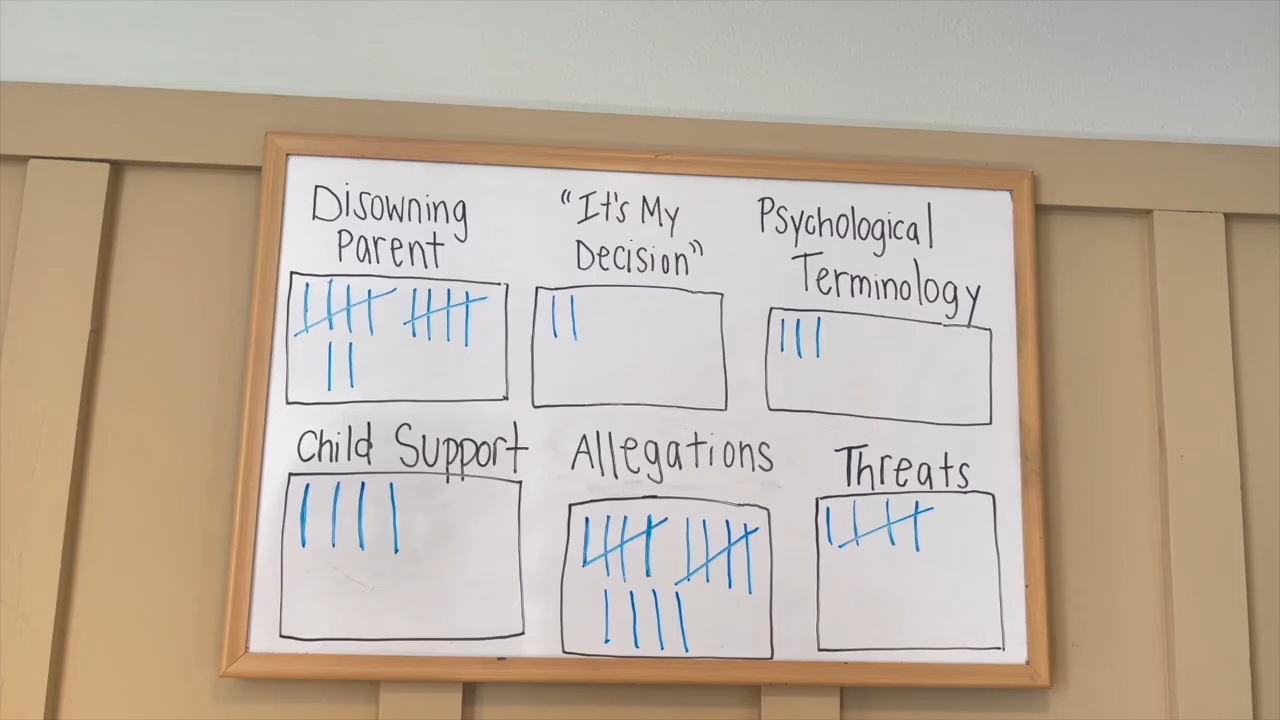 Disowning
Parent
"It's My
Decision"
Psychological
Terminology
Child Support
Allegations
Threats